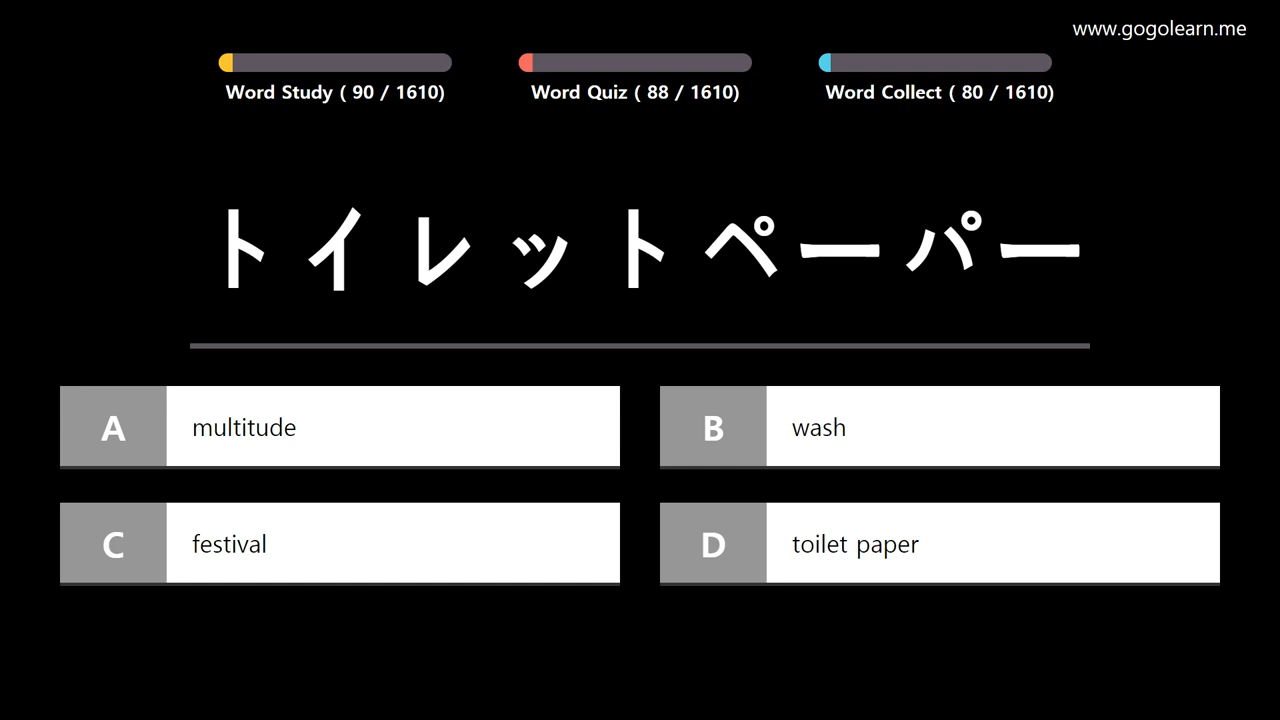 www.gogolearn.me
Word Study ( 90 / 1610)
Word Quiz ( 88 / 1610)
Word Collect ( 80 / 1610)
トイレットペーパー
A multitude
B wash
C festival
D toilet paper